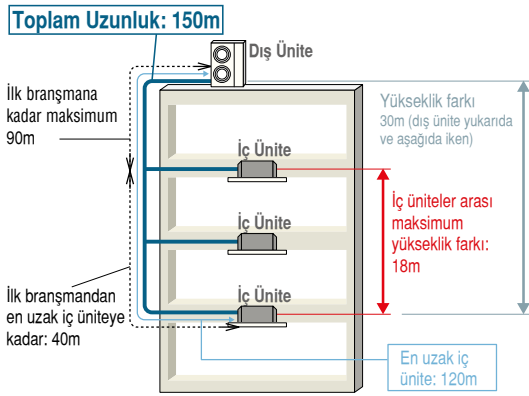 Toplam Uzunluk: 150m
Dış Ünite
İlk branşmana
kadar maksimum
90m
Yükseklik farkı
30m (dış ünite yukarıda
ve aşağıda iken)
İç Ünite
İç üniteler arası
maksimum
yükseklik farkı:
18m
İç Ünite
İlk branşmandan
en uzak iç üniteye
kadar: 40m
İç Ünite
En uzak iç
ünite: 120m